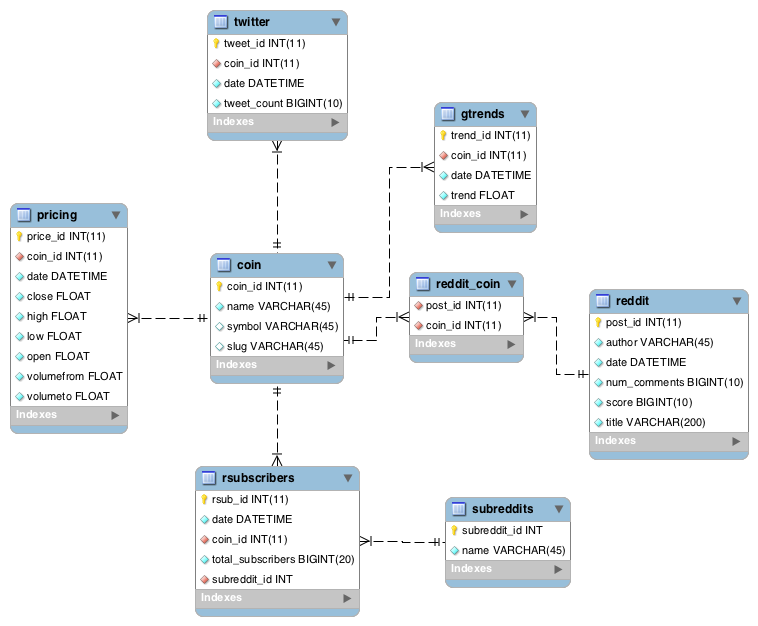 twitter
tweet_id INT(11)
coin_id INT(11)
date DATETIME
tweet_count BIGINT(10)
Indexes
gtrends
trend_id INT(11)
coin_id INT(11)
date DATETIME
trend FLOAT
Indexes
pricing
price_id INT(11)
coin_id INT(11)
date DATETIME
close FLOAT
high FLOAT
low FLOAT
open FLOAT
volumefrom FLOAT
volumeto FLOAT
Indexes
coin
coin_id INT(11)
name VARCHAR(45)
symbol VARCHAR(45)
slug VARCHAR(45)
Indexes
reddit_coin
post_id INT(11)
coin_id INT(11)
Indexes
reddit
post_id INT(11)
author VARCHAR(45)
date DATETIME
num_comments BIGINT(10)
score BIGINT(10)
title VARCHAR(200)
Indexes
rsubscribers
rsub_id INT(11)
date DATETIME
coin_id INT(11)
total_subscribers BIGINT(20)
subreddit_id INT
Indexes
subreddits
subreddit_id INT
name VARCHAR(45)
Indexes